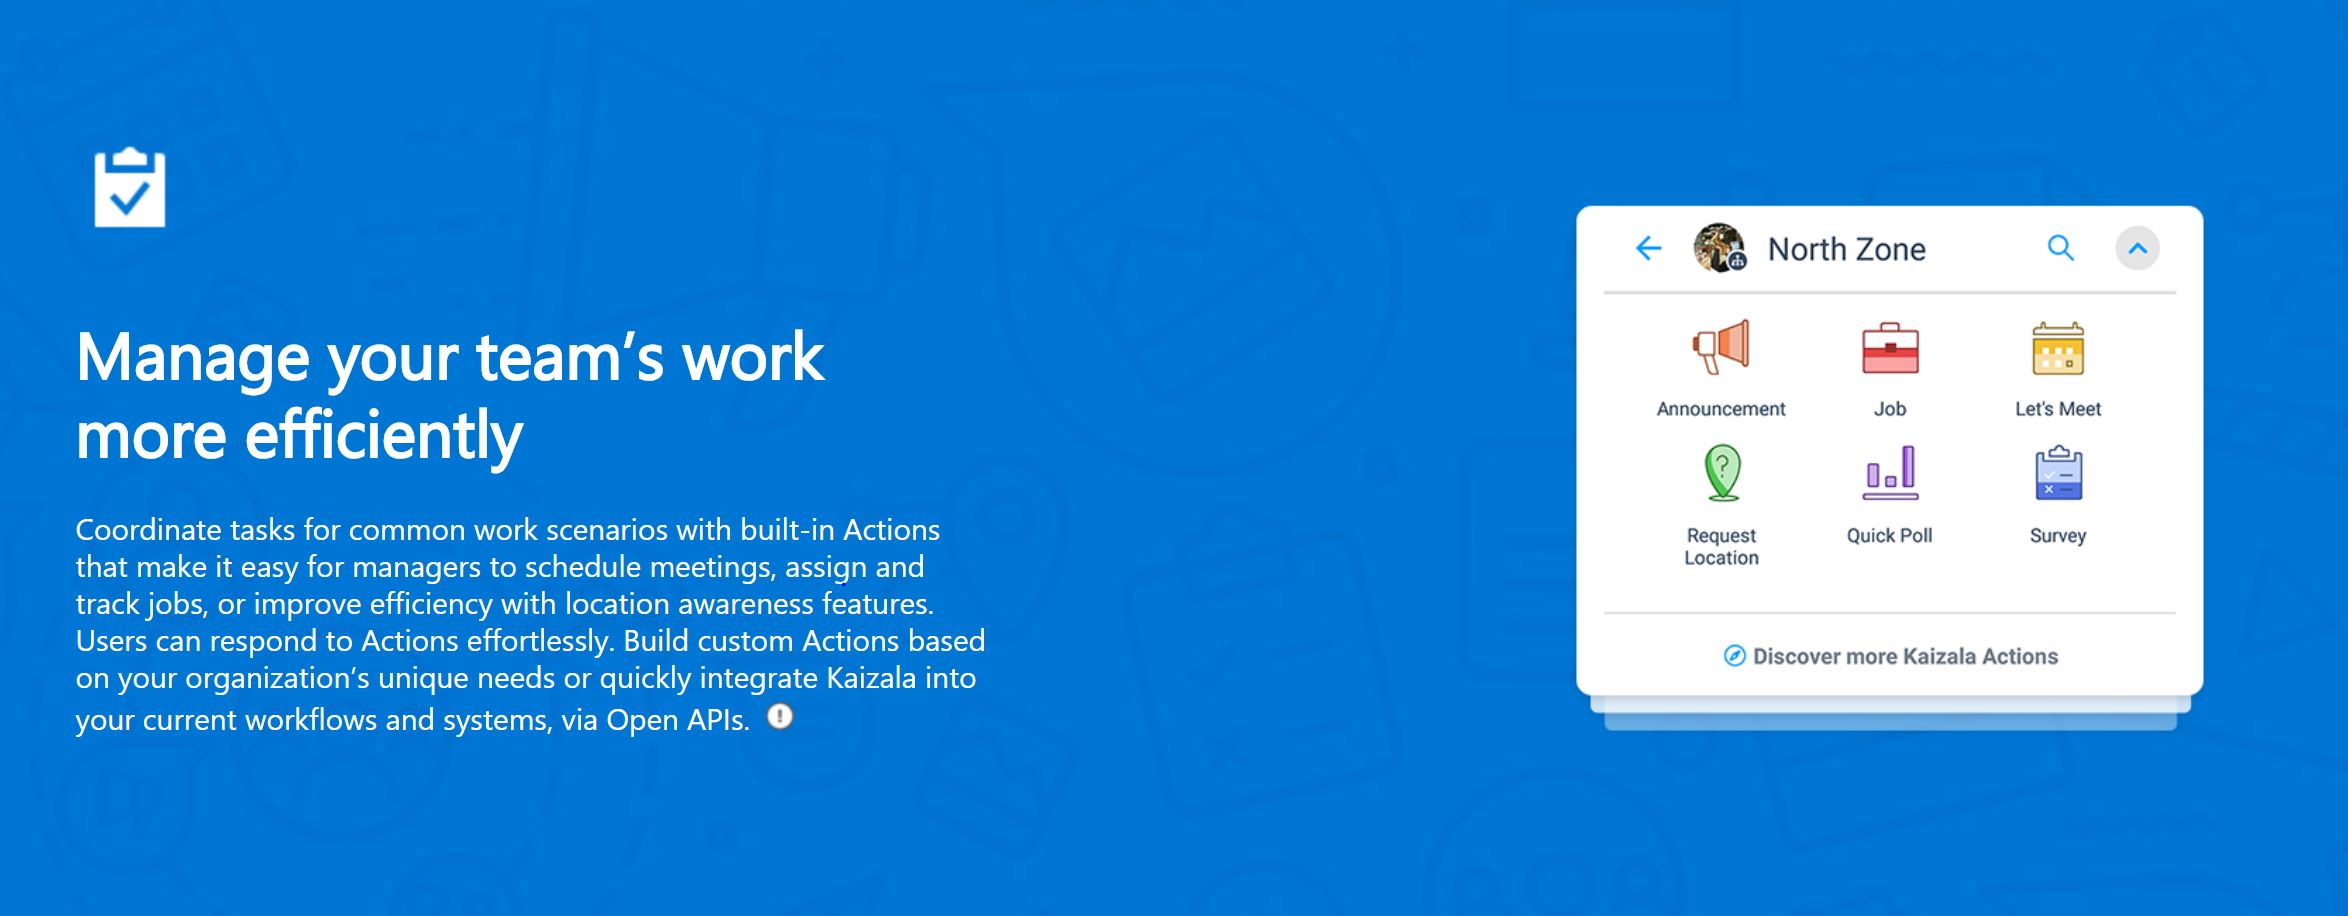 Manage your team’s work
more efficiently
Coordinate tasks for common work scenarios with built-in Actions
that make it easy for managers to schedule meetings, assign and
track jobs, or improve efficiency with location awareness features.
Users can respond to Actions effortlessly. Build custom Actions based
on your organization’s unique needs or quickly integrate Kaizala into
your current workflows and systems, via Open APIs.
North Zone
Announcement
Job
Let's Meet
Request
Location
Quick Poll
Survey
Discover more Kaizala Actions